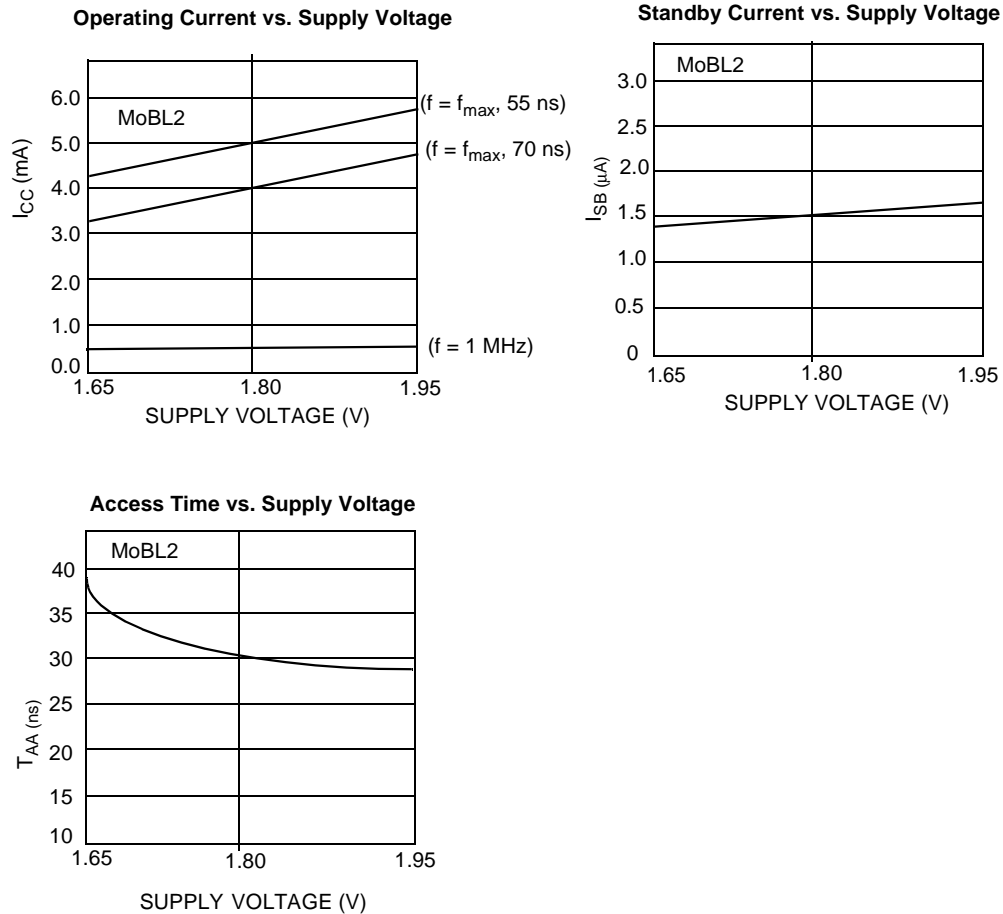 Operating Current vs. Supply Voltage
6.0
5.0
4.0
3.0
2.0
1.0
0.0
ICC (mA)
MoBL2
(f = fmax, 55 ns)
(f = fmax, 70 ns)
(f = 1 MHz)
1.65 1.80 1.95
SUPPLY VOLTAGE (V)
Standby Current vs. Supply Voltage
3.0
2.5
2.0
1.5
1.0
0.5
0
ISB (µA)
MoBL2
1.65 1.80 1.95
SUPPLY VOLTAGE (V)
Access Time vs. Supply Voltage
40
35
30
25
20
15
10
TAA (ns)
MoBL2
1.65 1.80 1.95
SUPPLY VOLTAGE (V)